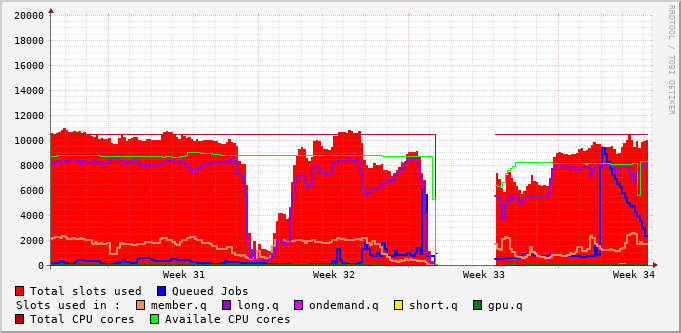 20000
18000
16000
14000
12000
10000
8000
6000
4000
2000
0
Week 31 Week 32 Week 33 Week 34
RRDTOOL / TOBI OETIKER
Total slots used Queued Jobs
Slots used in : member.q long.q ondemand.q short.q gpu.q
Total CPU cores Availale CPU cores